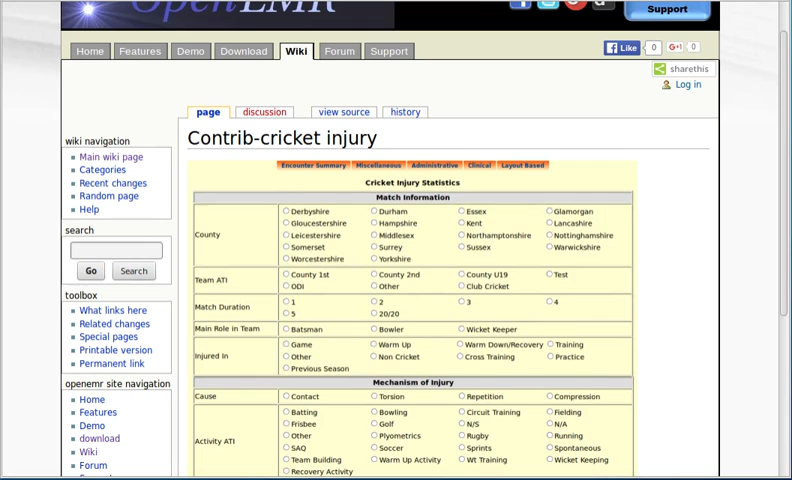 OpenEMR
Support
Home Features Demo Download Wiki Forum Support
Like 0 G+1 0
sharethis
Log in
page discussion view source history
Contrib-cricket injury
wiki navigation
Main wiki page
Categories
Recent changes
Random page
Help
search
Go Search
toolbox
What links here
Related changes
Special pages
Printable version
Permanent link
openemr site navigation
Home
Features
Demo
download
Wiki
Forum
Encounter Summary Miscellaneous Administrative Clinical Layout Based
Cricket Injury Statistics
Match Information
County
Derbyshire Durham Essex Glamorgan
Gloucestershire Hampshire Kent Lancashire
Leicestershire Middlesex Northamptonshire Nottinghamshire
Somerset Surrey Sussex Warwickshire
Worcestershire Yorkshire
Team ATI
County 1st County 2nd County U19 Test
ODI Other Club Cricket
Match Duration
1 2 3 4
5 20/20
Main Role in Team Batsman Bowler Wicket Keeper
Injured In
Game Warm Up Warm Down/Recovery Training
Other Non Cricket Cross Training Practice
Previous Season
Mechanism of Injury
Cause Contact Torsion Repetition Compression
Activity ATI
Batting Bowling Circuit Training Fielding
Frisbee Golf N/S N/A
Other Plyometrics Rugby Running
SAQ Soccer Sprints Spontaneous
Team Building Warm Up Activity Wt Training Wicket Keeping
Recovery Activity